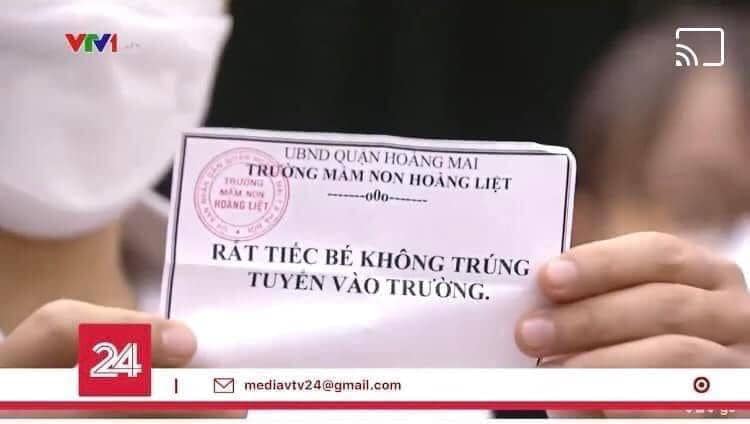 VTV1
UBND QUẬN HOÀNG MAI
TRƯỜNG MẦM NON HOÀNG LIỆT
-------o0o-------
TRƯỜNG
MẦM NON
HOÀNG LIỆT
RẤT TIẾC BÉ KHÔNG TRÚNG
TUYỂN VÀO TRƯỜNG.
24
mediavtv24@gmail.com